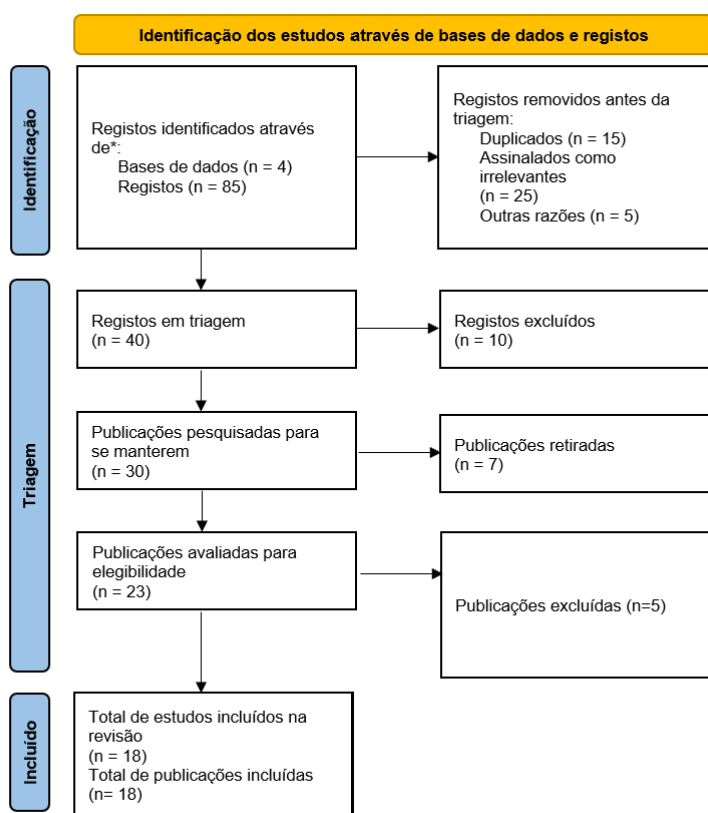 Identificação dos estudos através de bases de dados e registos
Identificação
Registos identificados através
de*:
Bases de dados (n = 4)
Registos (n = 85)
Registos removidos antes da
triagem:
Duplicados (n = 15)
Assinalados como
irrelevantes
(n = 25)
Outras razões (n = 5)
Triagem
Registos em triagem
(n = 40)
Registos excluídos
(n = 10)
Publicações pesquisadas para
se manterem
(n = 30)
Publicações retiradas
(n = 7)
Publicações avaliadas para
elegibilidade
(n = 23)
Publicações excluídas (n=5)
Incluído
Total de estudos incluídos na
revisão
(n = 18)
Total de publicações incluídas
(n= 18)